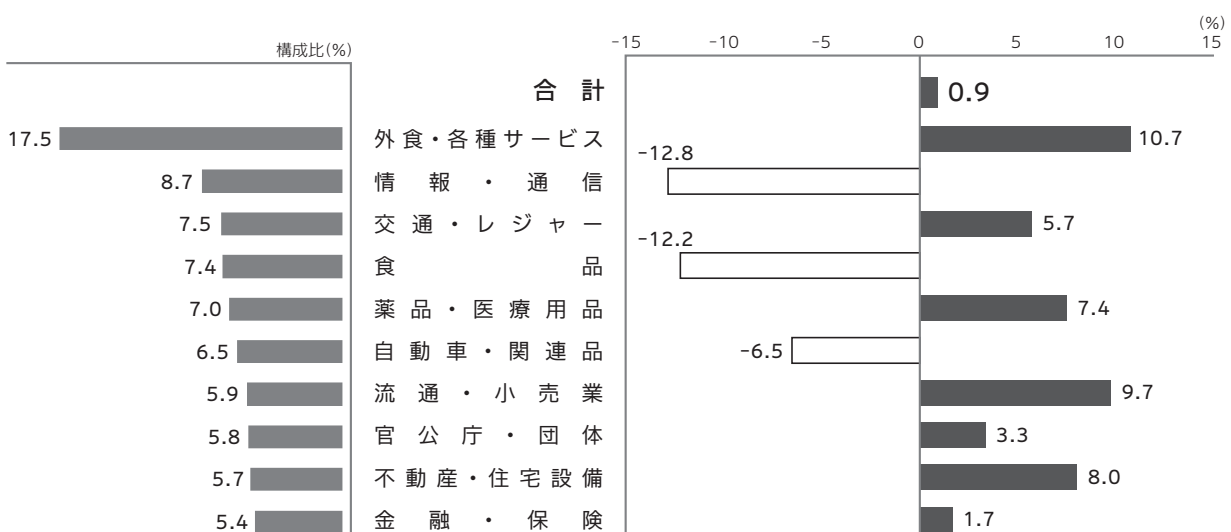 (%)
構成比(%)
-15 -10 -5 0 5 10 15
合計 0.9
17.5 外食・各種サービス 10.7
8.7 情報・通信 -12.8
7.5 交通・レジャー 5.7
7.4 食品 -12.2
7.0 薬品・医療用品 7.4
6.5 自動車・関連品 -6.5
5.9 流通・小売業 9.7
5.8 官公庁・団体 3.3
5.7 不動産・住宅設備 8.0
5.4 金融・保険 1.7